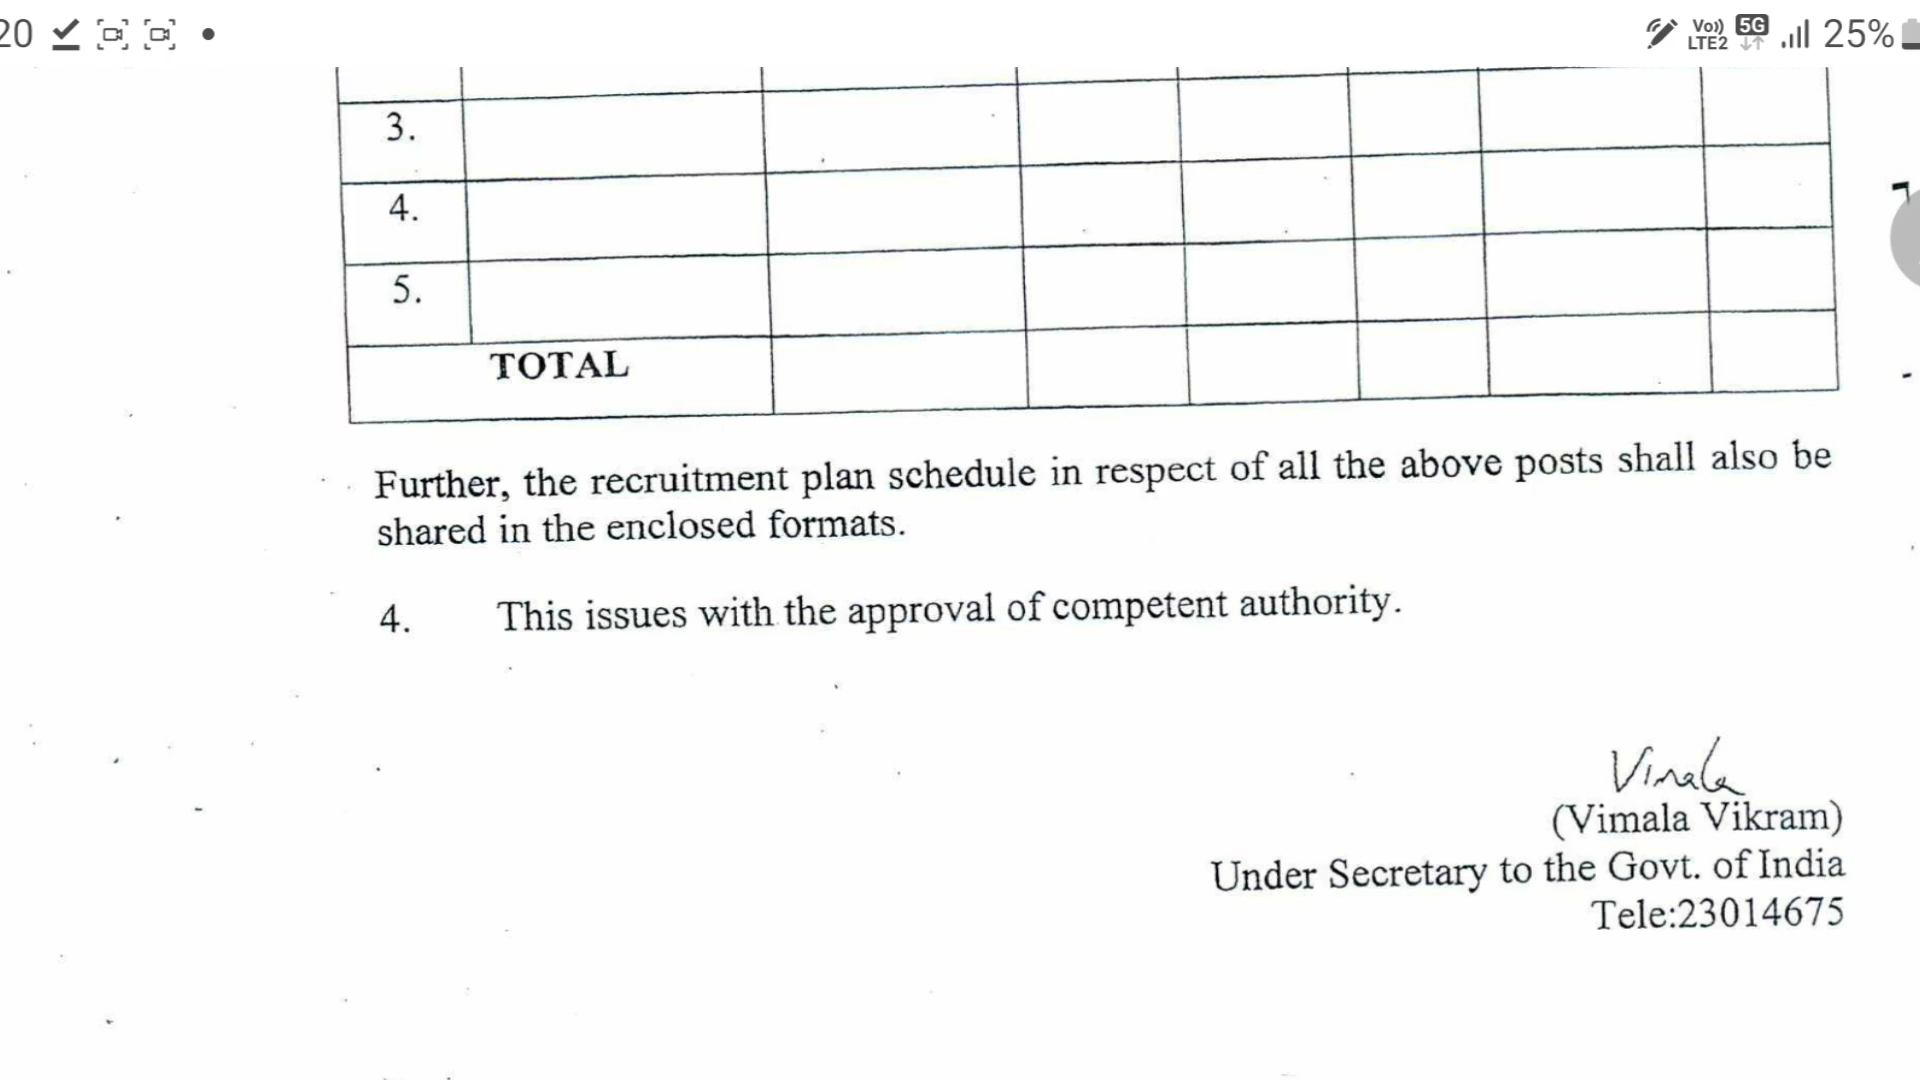 20
Vo)) LTE2 5G 25%
3.
4.
5.
TOTAL
Further, the recruitment plan schedule in respect of all the above posts shall also be
shared in the enclosed formats.
4. This issues with the approval of competent authority.
Vimala
(Vimala Vikram)
Under Secretary to the Govt. of India
Tele:23014675